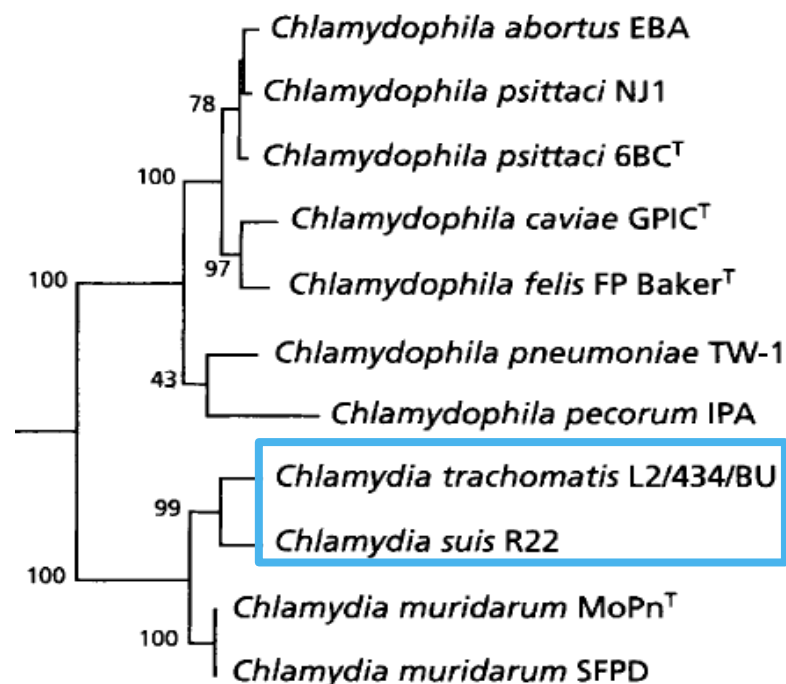 Chlamydophila abortus EBA
Chlamydophila psittaci NJ1
78
Chlamydophila psittaci 6BCᵀ
100
Chlamydophila caviae GPICᵀ
97
100
Chlamydophila felis FP Bakerᵀ
Chlamydophila pneumoniae TW-1
43
Chlamydophila pecorum IPA
Chlamydia trachomatis L2/434/BU
99
Chlamydia suis R22
100
Chlamydia muridarum MoPnᵀ
100
Chlamydia muridarum SFPD